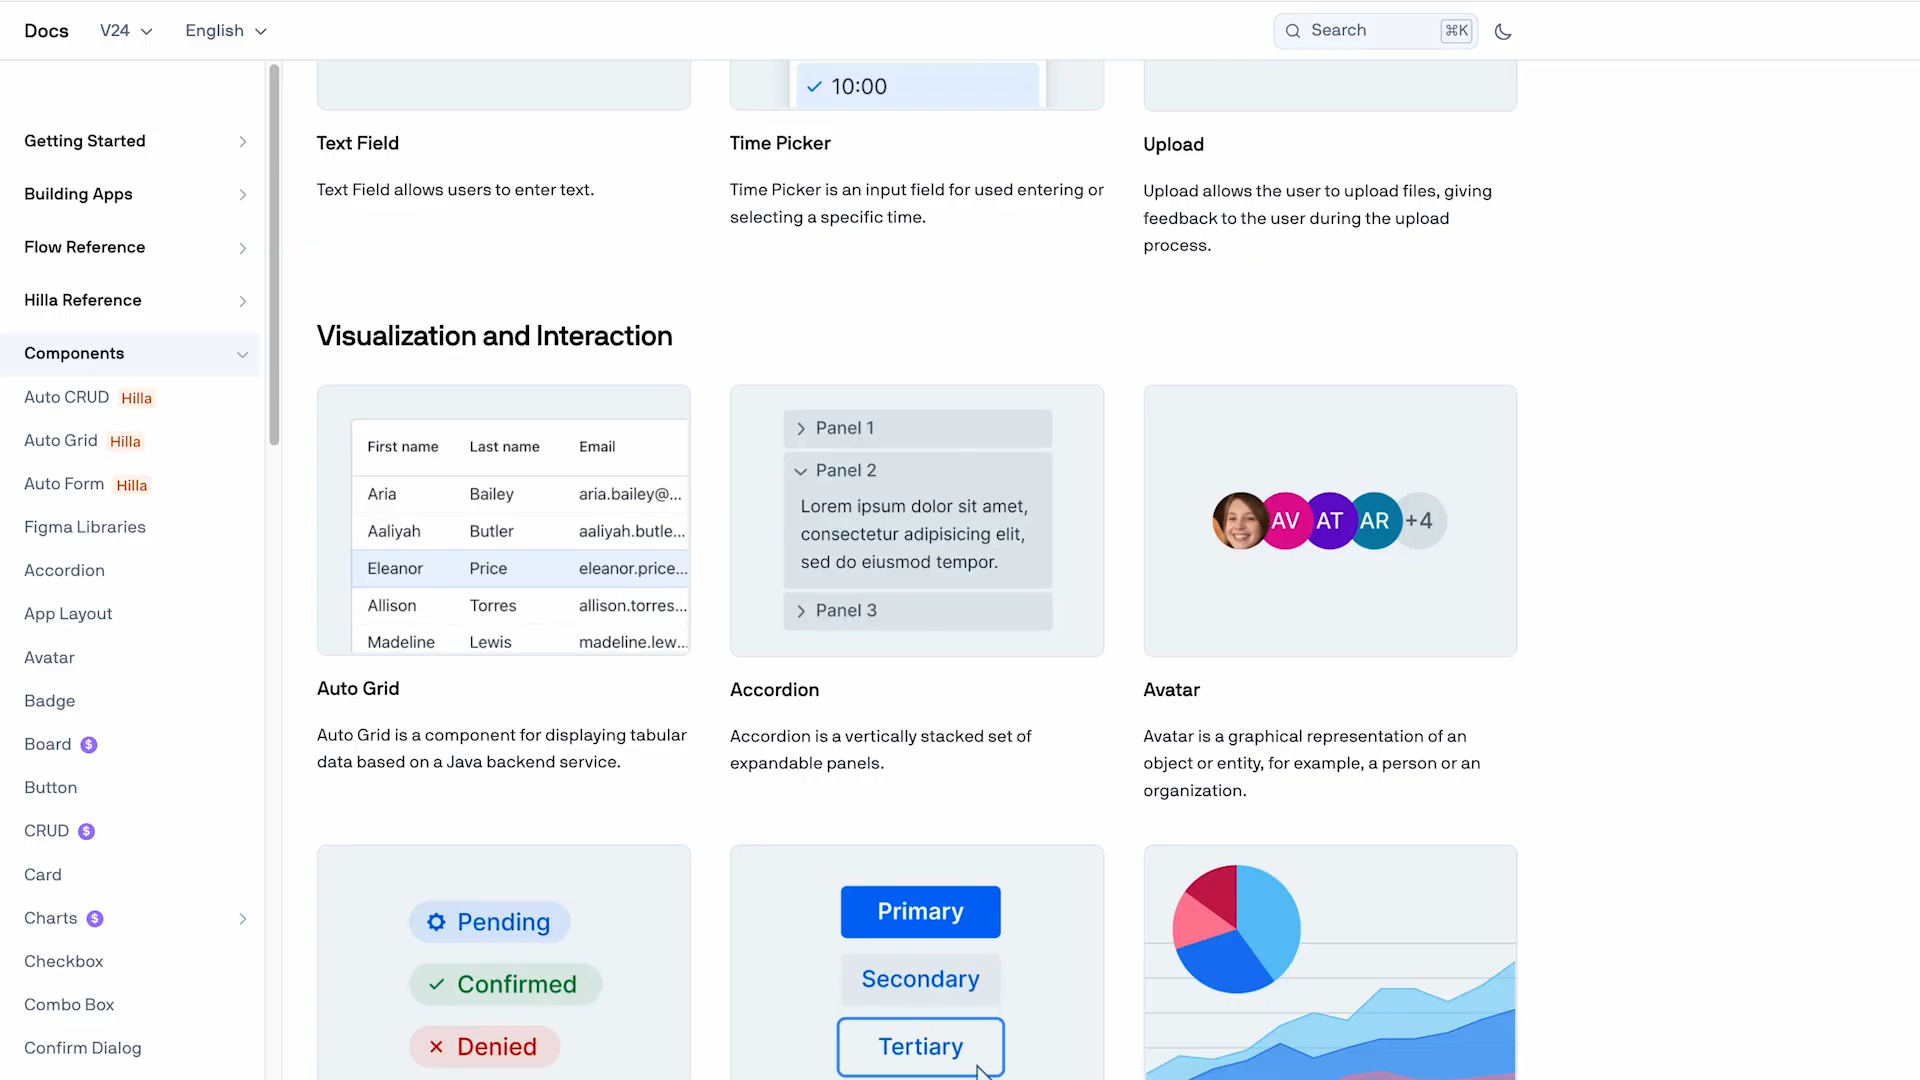 Docs
V24
English
Search
⌘K
Getting Started
Building Apps
Flow Reference
Hilla Reference
Components
Auto CRUD Hilla
Auto Grid Hilla
Auto Form Hilla
Figma Libraries
Accordion
App Layout
Avatar
Badge
Board $
Button
CRUD $
Card
Charts $
Checkbox
Combo Box
Confirm Dialog
10:00
Text Field
Text Field allows users to enter text.
Time Picker
Time Picker is an input field for used entering or
selecting a specific time.
Upload
Upload allows the user to upload files, giving
feedback to the user during the upload
process.
Visualization and Interaction
First name Last name Email
Aria Bailey aria.bailey@...
Aaliyah Butler aaliyah.butle...
Eleanor Price eleanor.price...
Allison Torres allison.torres...
Madeline Lewis madeline.lew...
Auto Grid
Auto Grid is a component for displaying tabular
data based on a Java backend service.
Panel 1
Panel 2
Lorem ipsum dolor sit amet,
consectetur adipisicing elit,
sed do eiusmod tempor.
Panel 3
Accordion
Accordion is a vertically stacked set of
expandable panels.
AV AT AR +4
Avatar
Avatar is a graphical representation of an
object or entity, for example, a person or an
organization.
Pending
Confirmed
Denied
Primary
Secondary
Tertiary